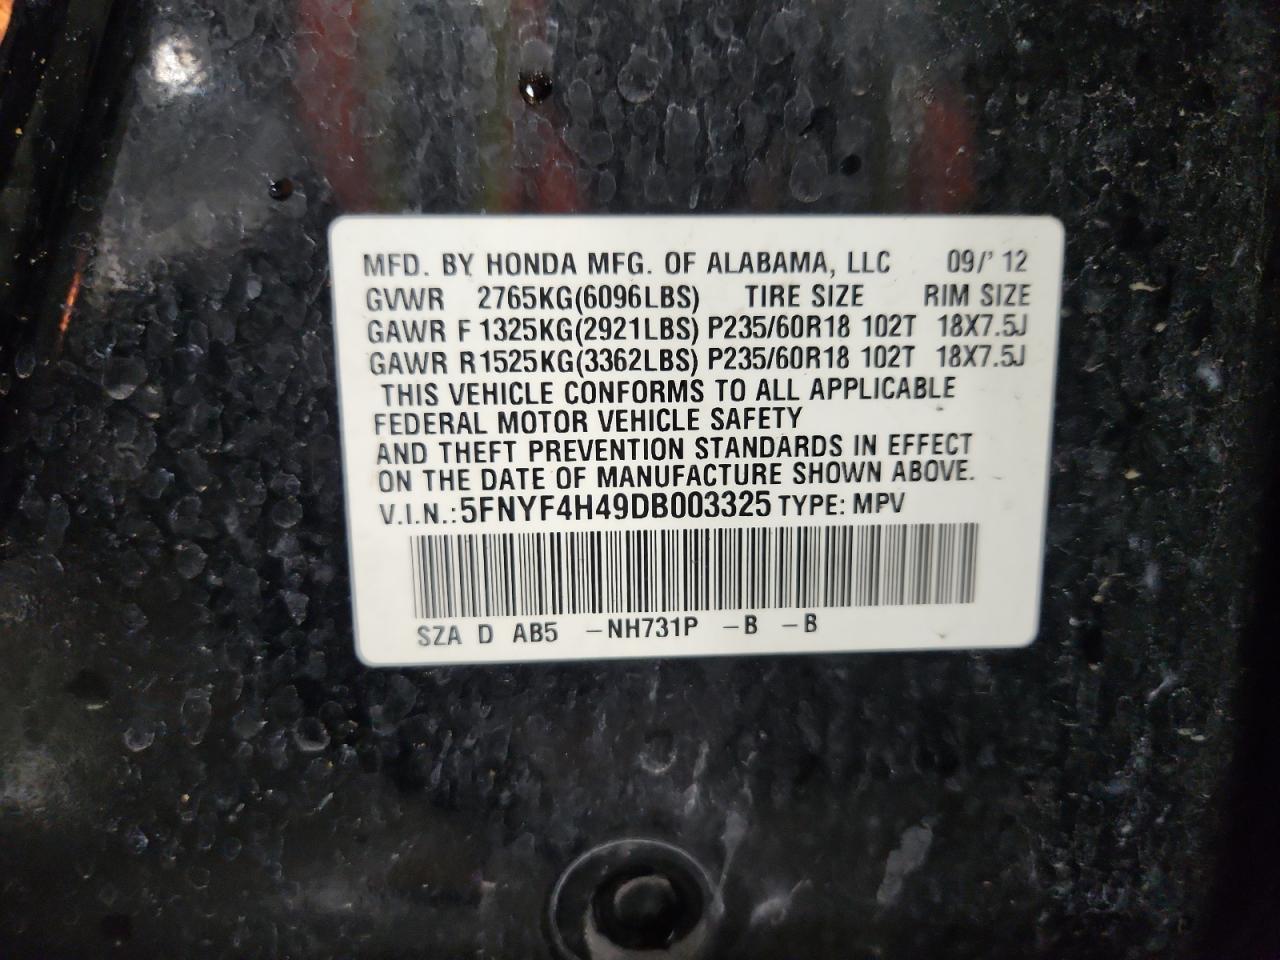 MFD. BY HONDA MFG. OF ALABAMA, LLC 09/' 12
GVWR 2765KG(6096LBS) TIRE SIZE RIM SIZE
GAWR F 1325KG(2921LBS) P235/60R18 102T 18X7.5J
GAWR R 1525KG(3362LBS) P235/60R18 102T 18X7.5J
THIS VEHICLE CONFORMS TO ALL APPLICABLE
FEDERAL MOTOR VEHICLE SAFETY
AND THEFT PREVENTION STANDARDS IN EFFECT
ON THE DATE OF MANUFACTURE SHOWN ABOVE.
V.I.N.: 5FNYF4H49DB003325 TYPE: MPV
SZA D AB5 –NH731P –B –B